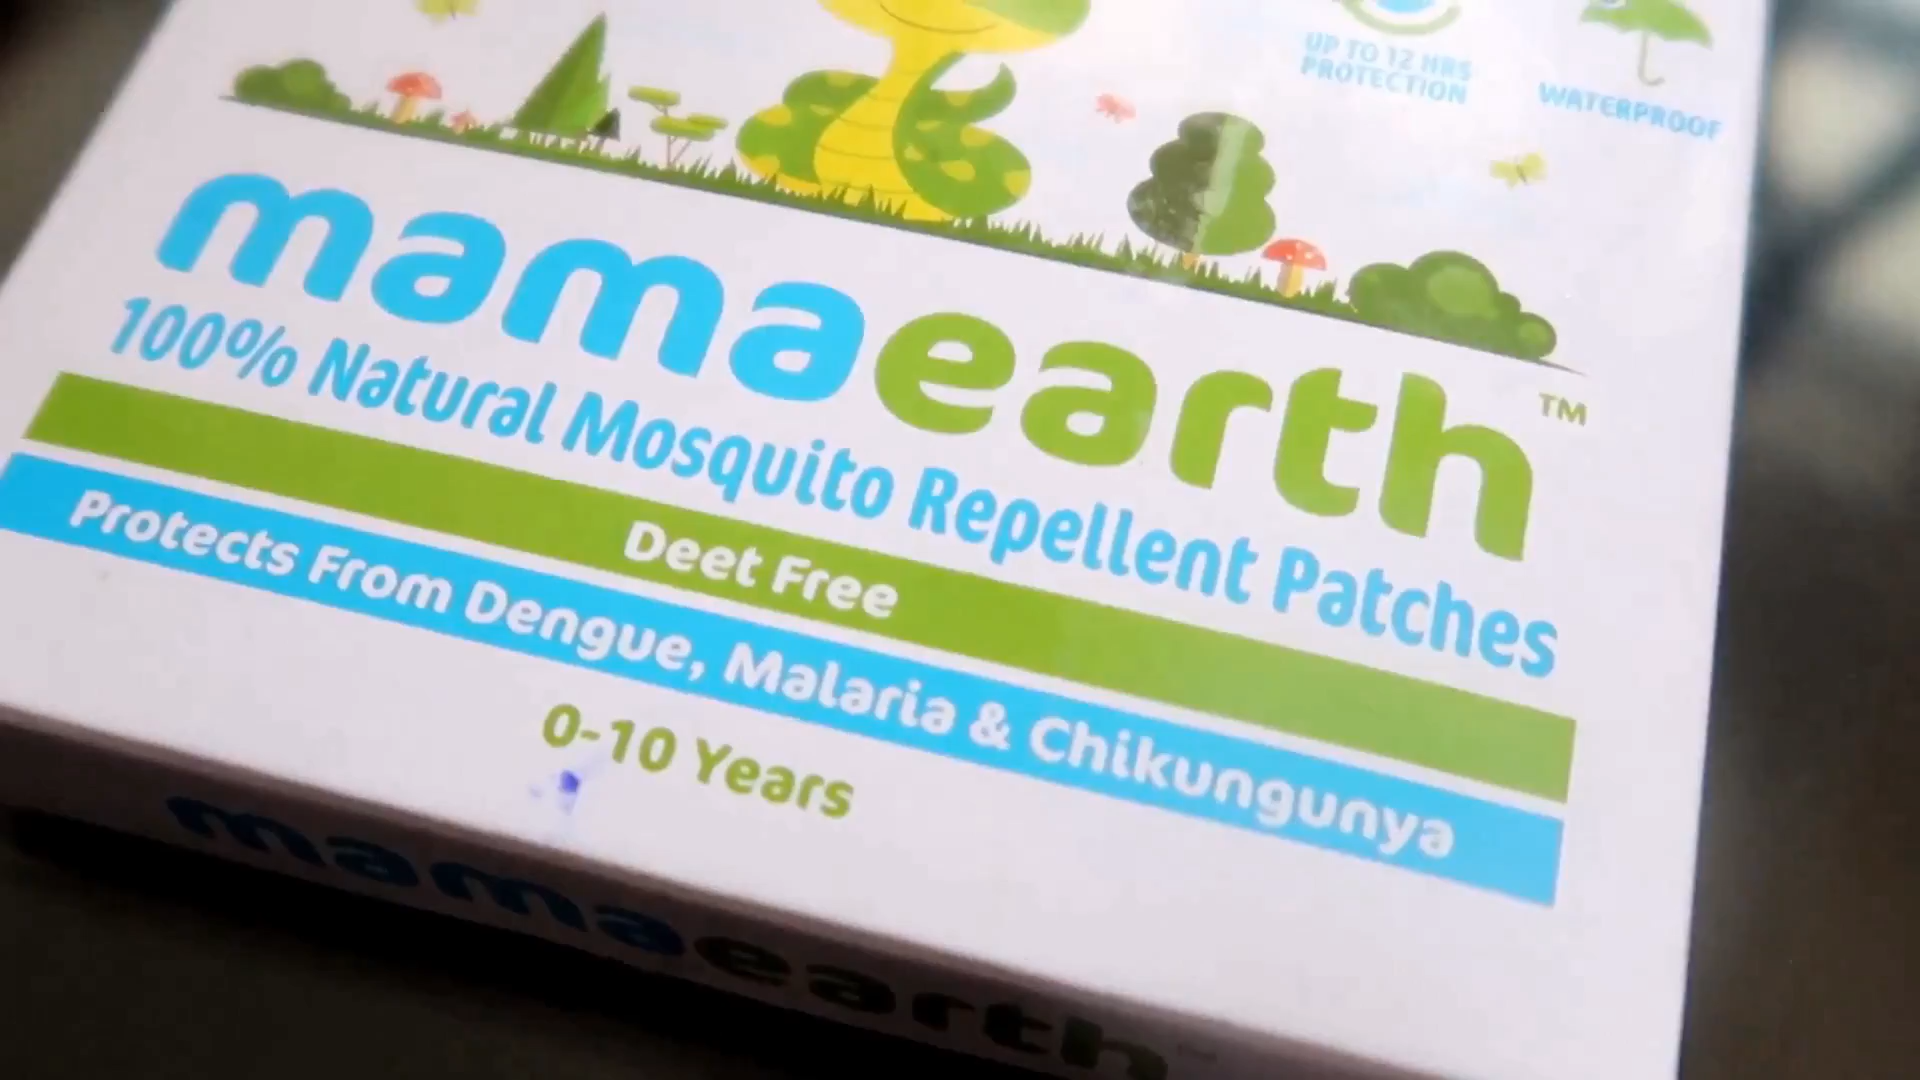 UP TO 12 HRS
PROTECTION
WATERPROOF
mamaearth™
100% Natural Mosquito Repellent Patches
Deet Free
Protects From Dengue, Malaria & Chikungunya
0-10 Years
mamaearth™